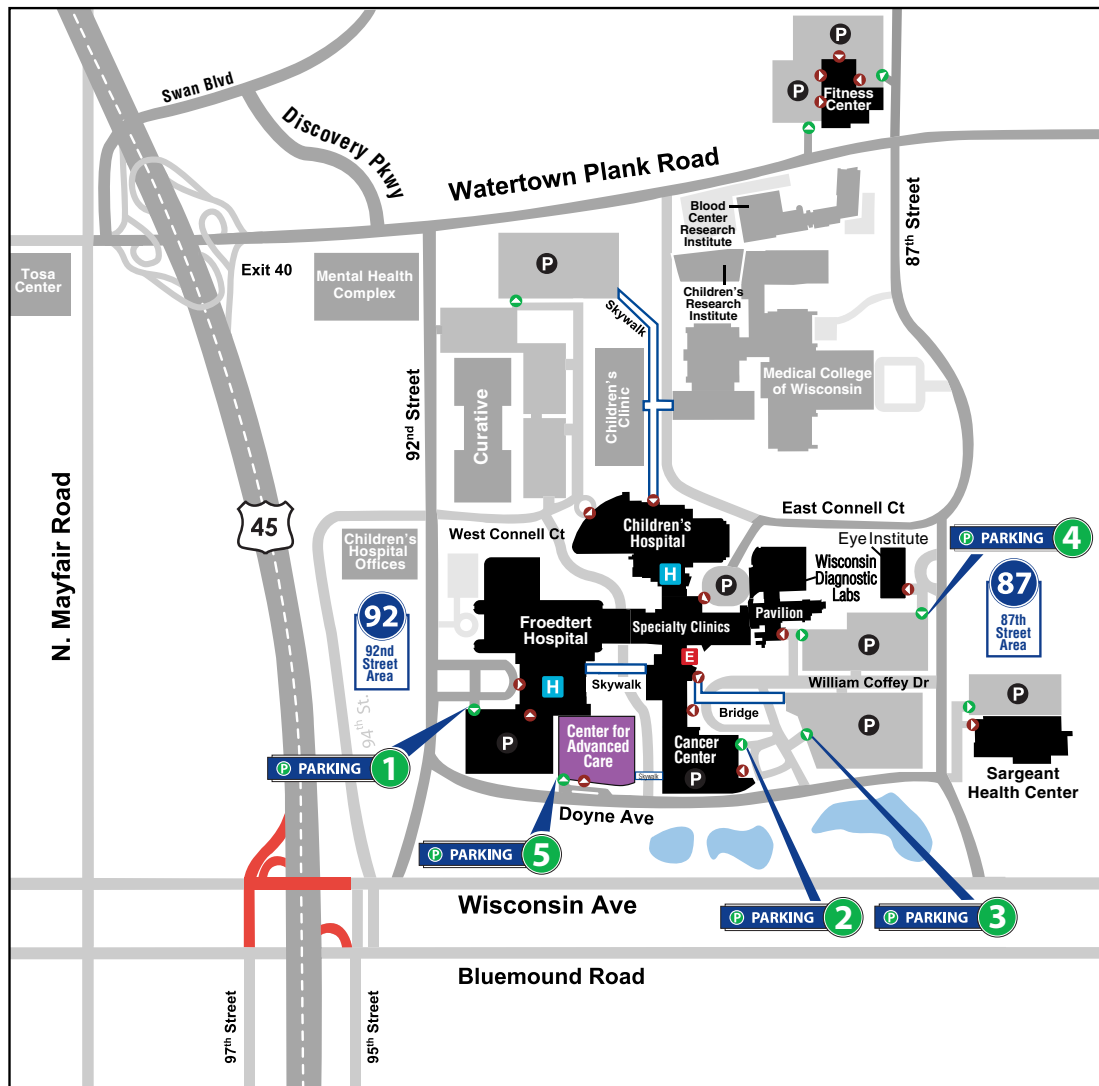 P
Swan Blvd
P
Fitness
Center
Discovery Pkwy
Watertown Plank Road
87th Street
Blood
Center
Research
Institute
Tosa
Center
Exit 40
Mental Health
Complex
P
Skywalk
Children's
Research
Institute
Medical College
of Wisconsin
92nd Street
Curative
Children's
Clinic
N. Mayfair Road
45
West Connell Ct
Children's
Hospital
East Connell Ct
Children's
Hospital
Offices
Eye Institute
P PARKING 4
Wisconsin
Diagnostic
Labs
H
P
92
92nd
Street
Area
87
87th
Street
Area
Froedtert
Hospital
Specialty Clinics
Pavilion
E
P
H
Skywalk
William Coffey Dr
Bridge
P
P
94th St.
P
Center for
Advanced
Care
Cancer
Center
P
Skywalk
P PARKING 1
Sargeant
Health Center
Doyne Ave
P PARKING 5
Wisconsin Ave
P PARKING 2
P PARKING 3
Bluemound Road
97th Street
95th Street